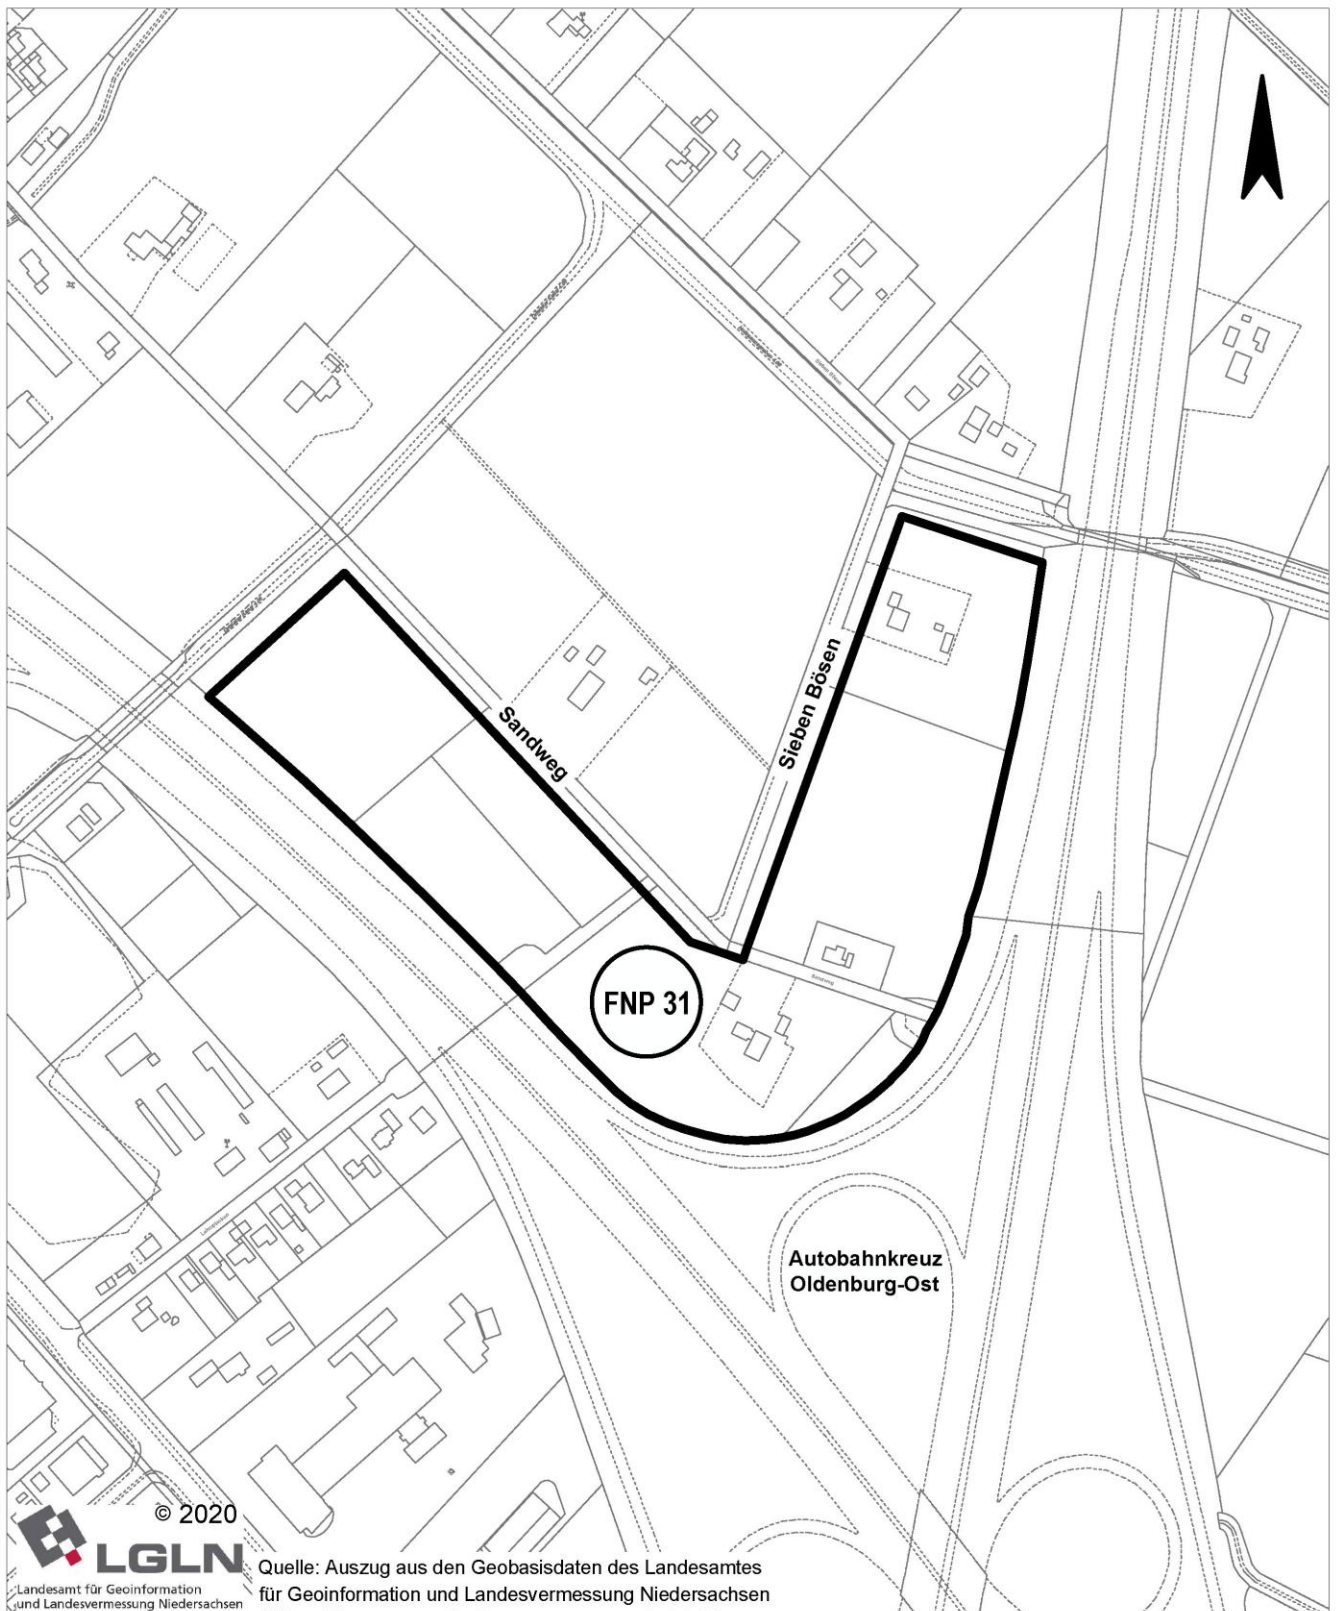 Sieben Bösen
Sandweg
FNP 31
Sandweg
Autobahnkreuz
Oldenburg-Ost
© 2020
LGLN
Landesamt für Geoinformation
und Landesvermessung Niedersachsen
Quelle: Auszug aus den Geobasisdaten des Landesamtes
für Geoinformation und Landesvermessung Niedersachsen